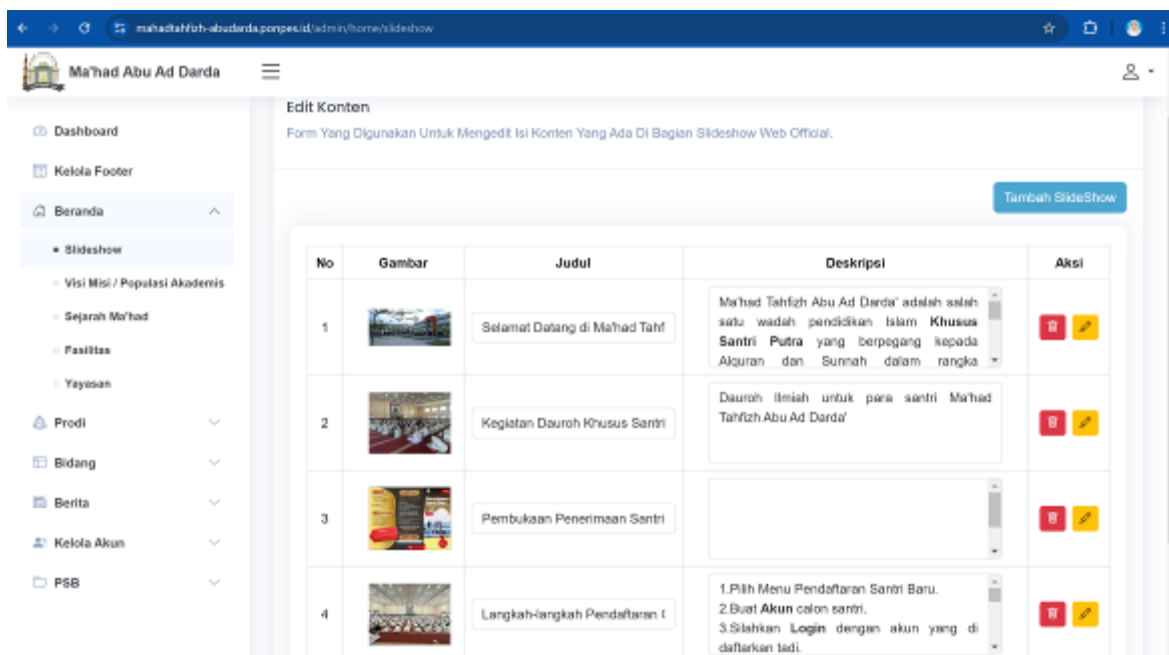 mahadtahfizh-abudarda.ponpes.id/admin/home/slideshow
Ma'had Abu Ad Darda
Edit Konten
Form Yang Digunakan Untuk Mengedit Isi Konten Yang Ada Di Bagian Slideshow Web Official.
Dashboard
Kelola Footer
Beranda
Slideshow
Visi Misi / Populasi Akademis
Sejarah Ma'had
Fasilitas
Yayasan
Prodi
Bidang
Berita
Kelola Akun
PSB
Tambah SlideShow
No Gambar Judul Deskripsi Aksi
1 Selamat Datang di Ma'had Tahf
Ma'had Tahfizh Abu Ad Darda' adalah salah
satu wadah pendidikan Islam Khusus
Santri Putra yang berpegang kepada
Alquran dan Sunnah dalam rangka
2 Kegiatan Dauroh Khusus Santri
Dauroh Ilmiah untuk para santri Ma'had
Tahfizh Abu Ad Darda'
3 Pembukaan Penerimaan Santri
4 Langkah-langkah Pendaftaran
1.Pilih Menu Pendaftaran Santri Baru.
2.Buat Akun calon santri.
3.Silahkan Login dengan akun yang di
daftarkan tadi.